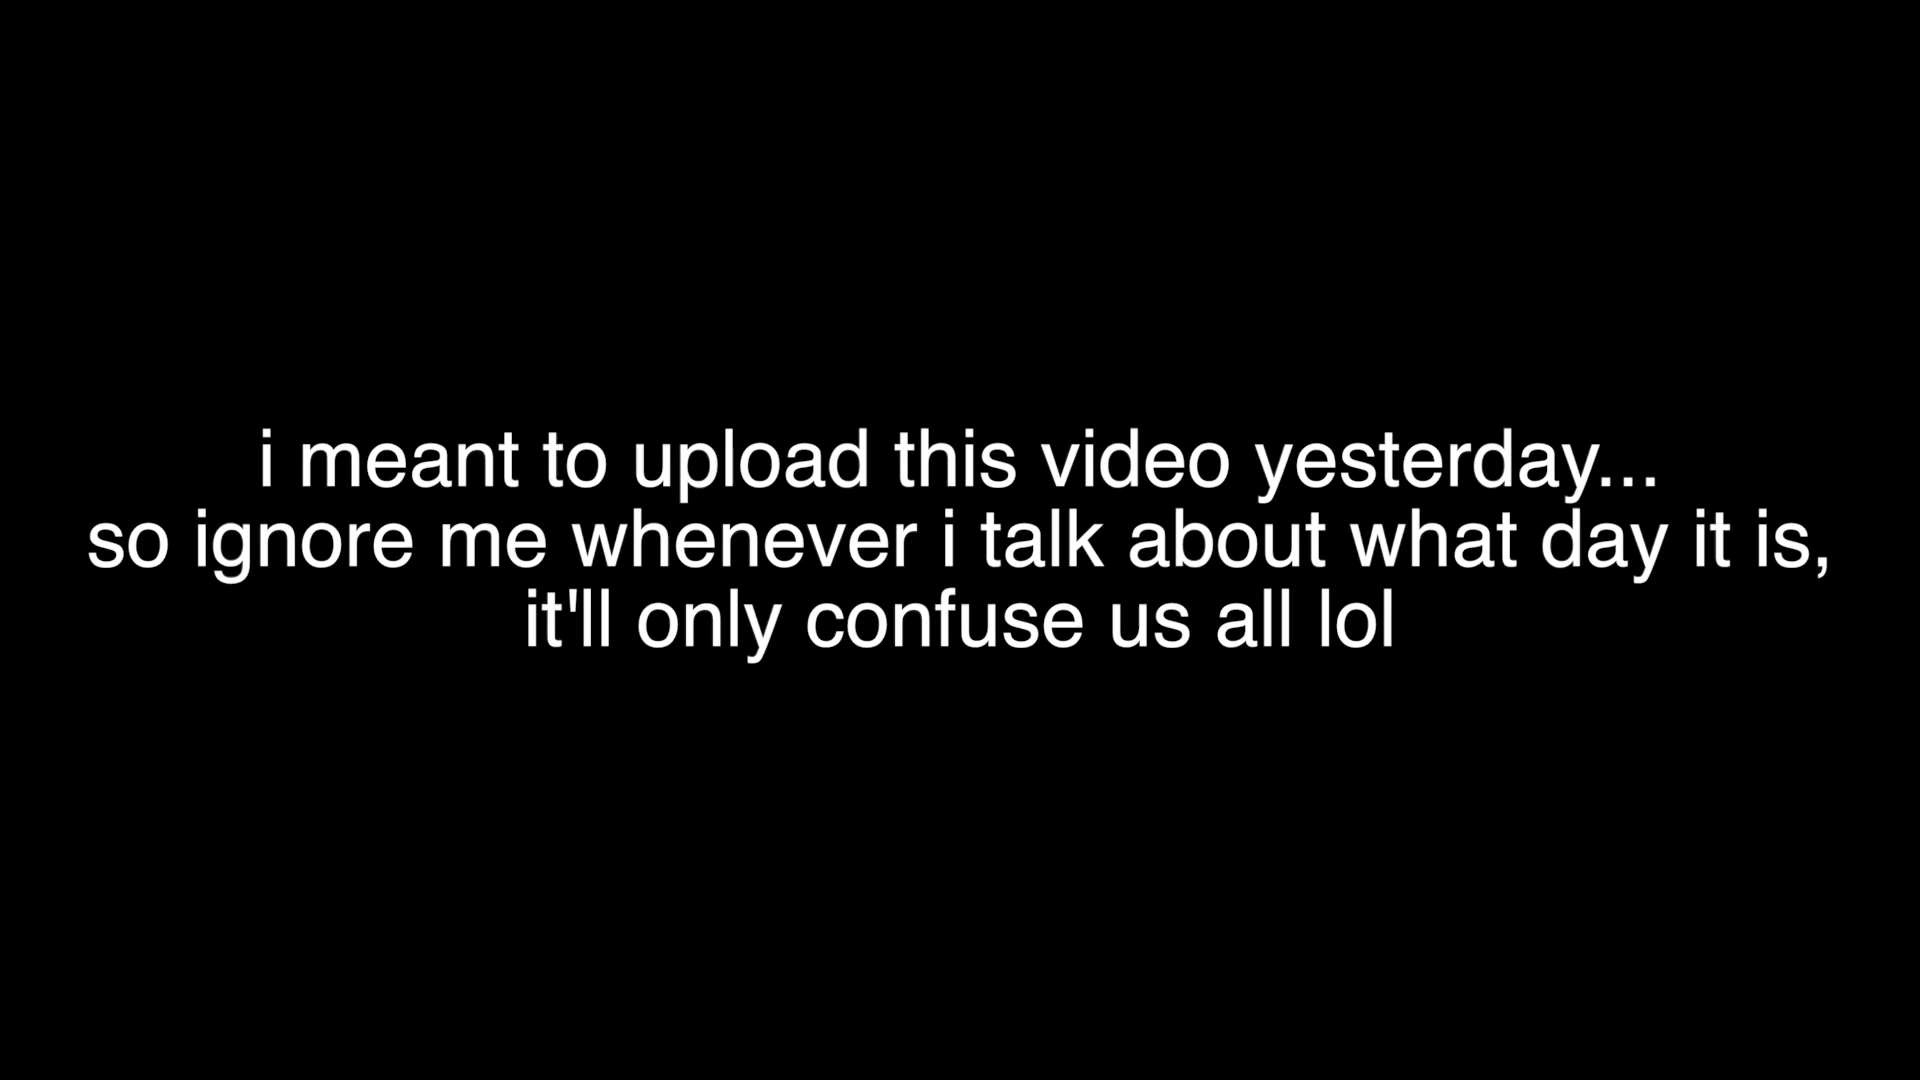 i meant to upload this video yesterday...
so ignore me whenever i talk about what day it is,
it'll only confuse us all lol